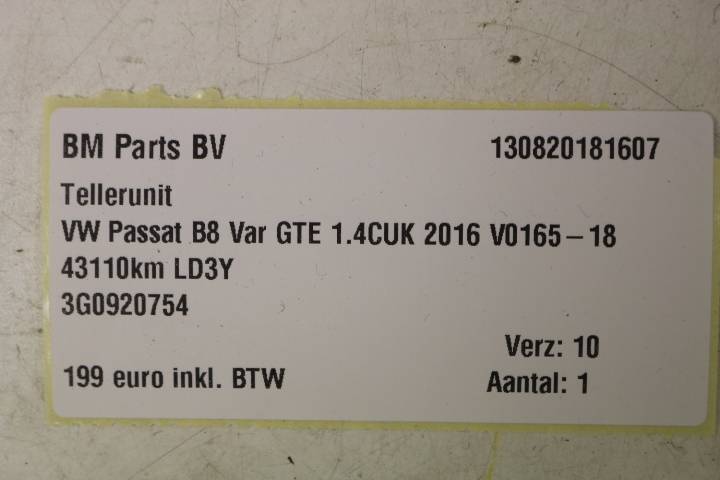 BM Parts BV 130820181607
Tellerunit
VW Passat B8 Var GTE 1.4CUK 2016 V0165-18
43110km LD3Y
3G0920754
Verz: 10
199 euro inkl. BTW Aantal: 1